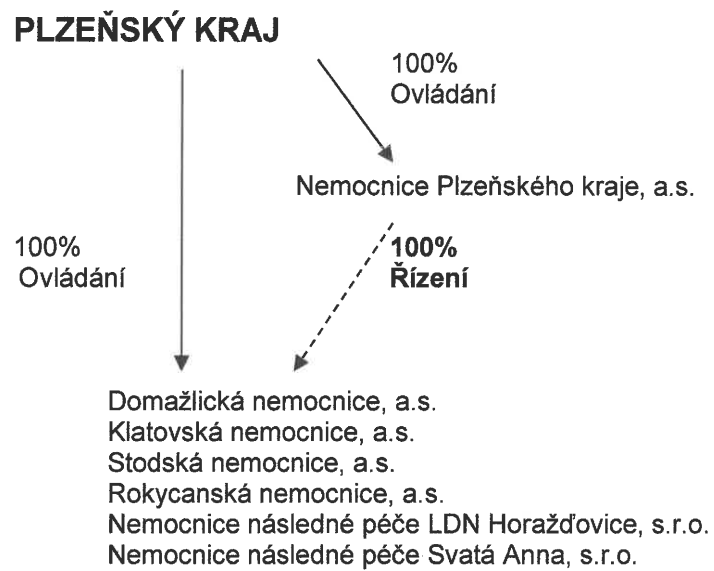 PLZEŇSKÝ KRAJ
100%
Ovládání
Nemocnice Plzeňského kraje, a.s.
100%
Ovládání
100%
Řízení
Domažlická nemocnice, a.s.
Klatovská nemocnice, a.s.
Stodská nemocnice, a.s.
Rokycanská nemocnice, a.s.
Nemocnice následné péče LDN Horažďovice, s.r.o.
Nemocnice následné péče Svatá Anna, s.r.o.